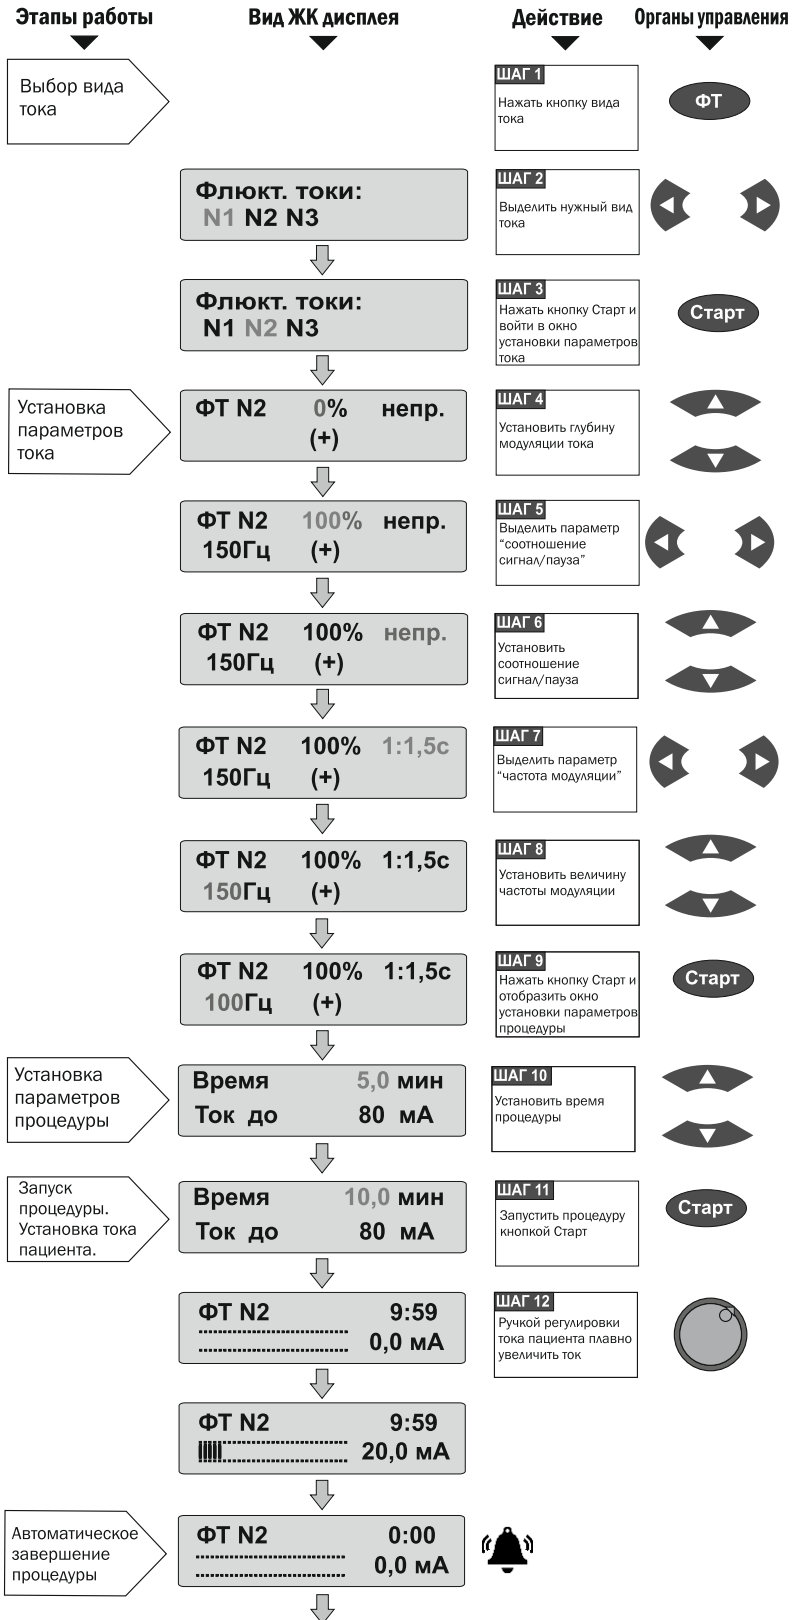 Этапы работы
Вид ЖК дисплея
Действие
Органы управления
Выбор вида
тока
ШАГ 1
Нажать кнопку вида
тока
ФТ
Флюкт. токи:
N1 N2 N3
ШАГ 2
Выделить нужный вид
тока
Флюкт. токи:
N1 N2 N3
ШАГ 3
Нажать кнопку Старт и
войти в окно
установки параметров
тока
Старт
Установка
параметров
тока
ФТ N2 0% непр.
(+)
ШАГ 4
Установить глубину
модуляции тока
ФТ N2 100% непр.
150Гц (+)
ШАГ 5
Выделить параметр
“соотношение
сигнал/пауза”
ФТ N2 100% непр.
150Гц (+)
ШАГ 6
Установить
соотношение
сигнал/пауза
ФТ N2 100% 1:1,5с
150Гц (+)
ШАГ 7
Выделить параметр
“частота модуляции”
ФТ N2 100% 1:1,5с
150Гц (+)
ШАГ 8
Установить величину
частоты модуляции
ФТ N2 100% 1:1,5с
100Гц (+)
ШАГ 9
Нажать кнопку Старт и
отобразить окно
установки параметров
процедуры
Старт
Установка
параметров
процедуры
Время 5,0 мин
Ток до 80 мА
ШАГ 10
Установить время
процедуры
Запуск
процедуры.
Установка тока
пациента.
Время 10,0 мин
Ток до 80 мА
ШАГ 11
Запустить процедуру
кнопкой Старт
Старт
ФТ N2 9:59
0,0 мА
ШАГ 12
Ручкой регулировки
тока пациента плавно
увеличить ток
ФТ N2 9:59
20,0 мА
Автоматическое
завершение
процедуры
ФТ N2 0:00
0,0 мА